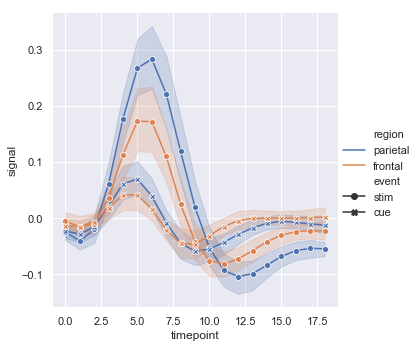 0.3
0.2
0.1
0.0
−0.1
signal
0.0 2.5 5.0 7.5 10.0 12.5 15.0 17.5
timepoint
region
parietal
frontal
event
stim
cue